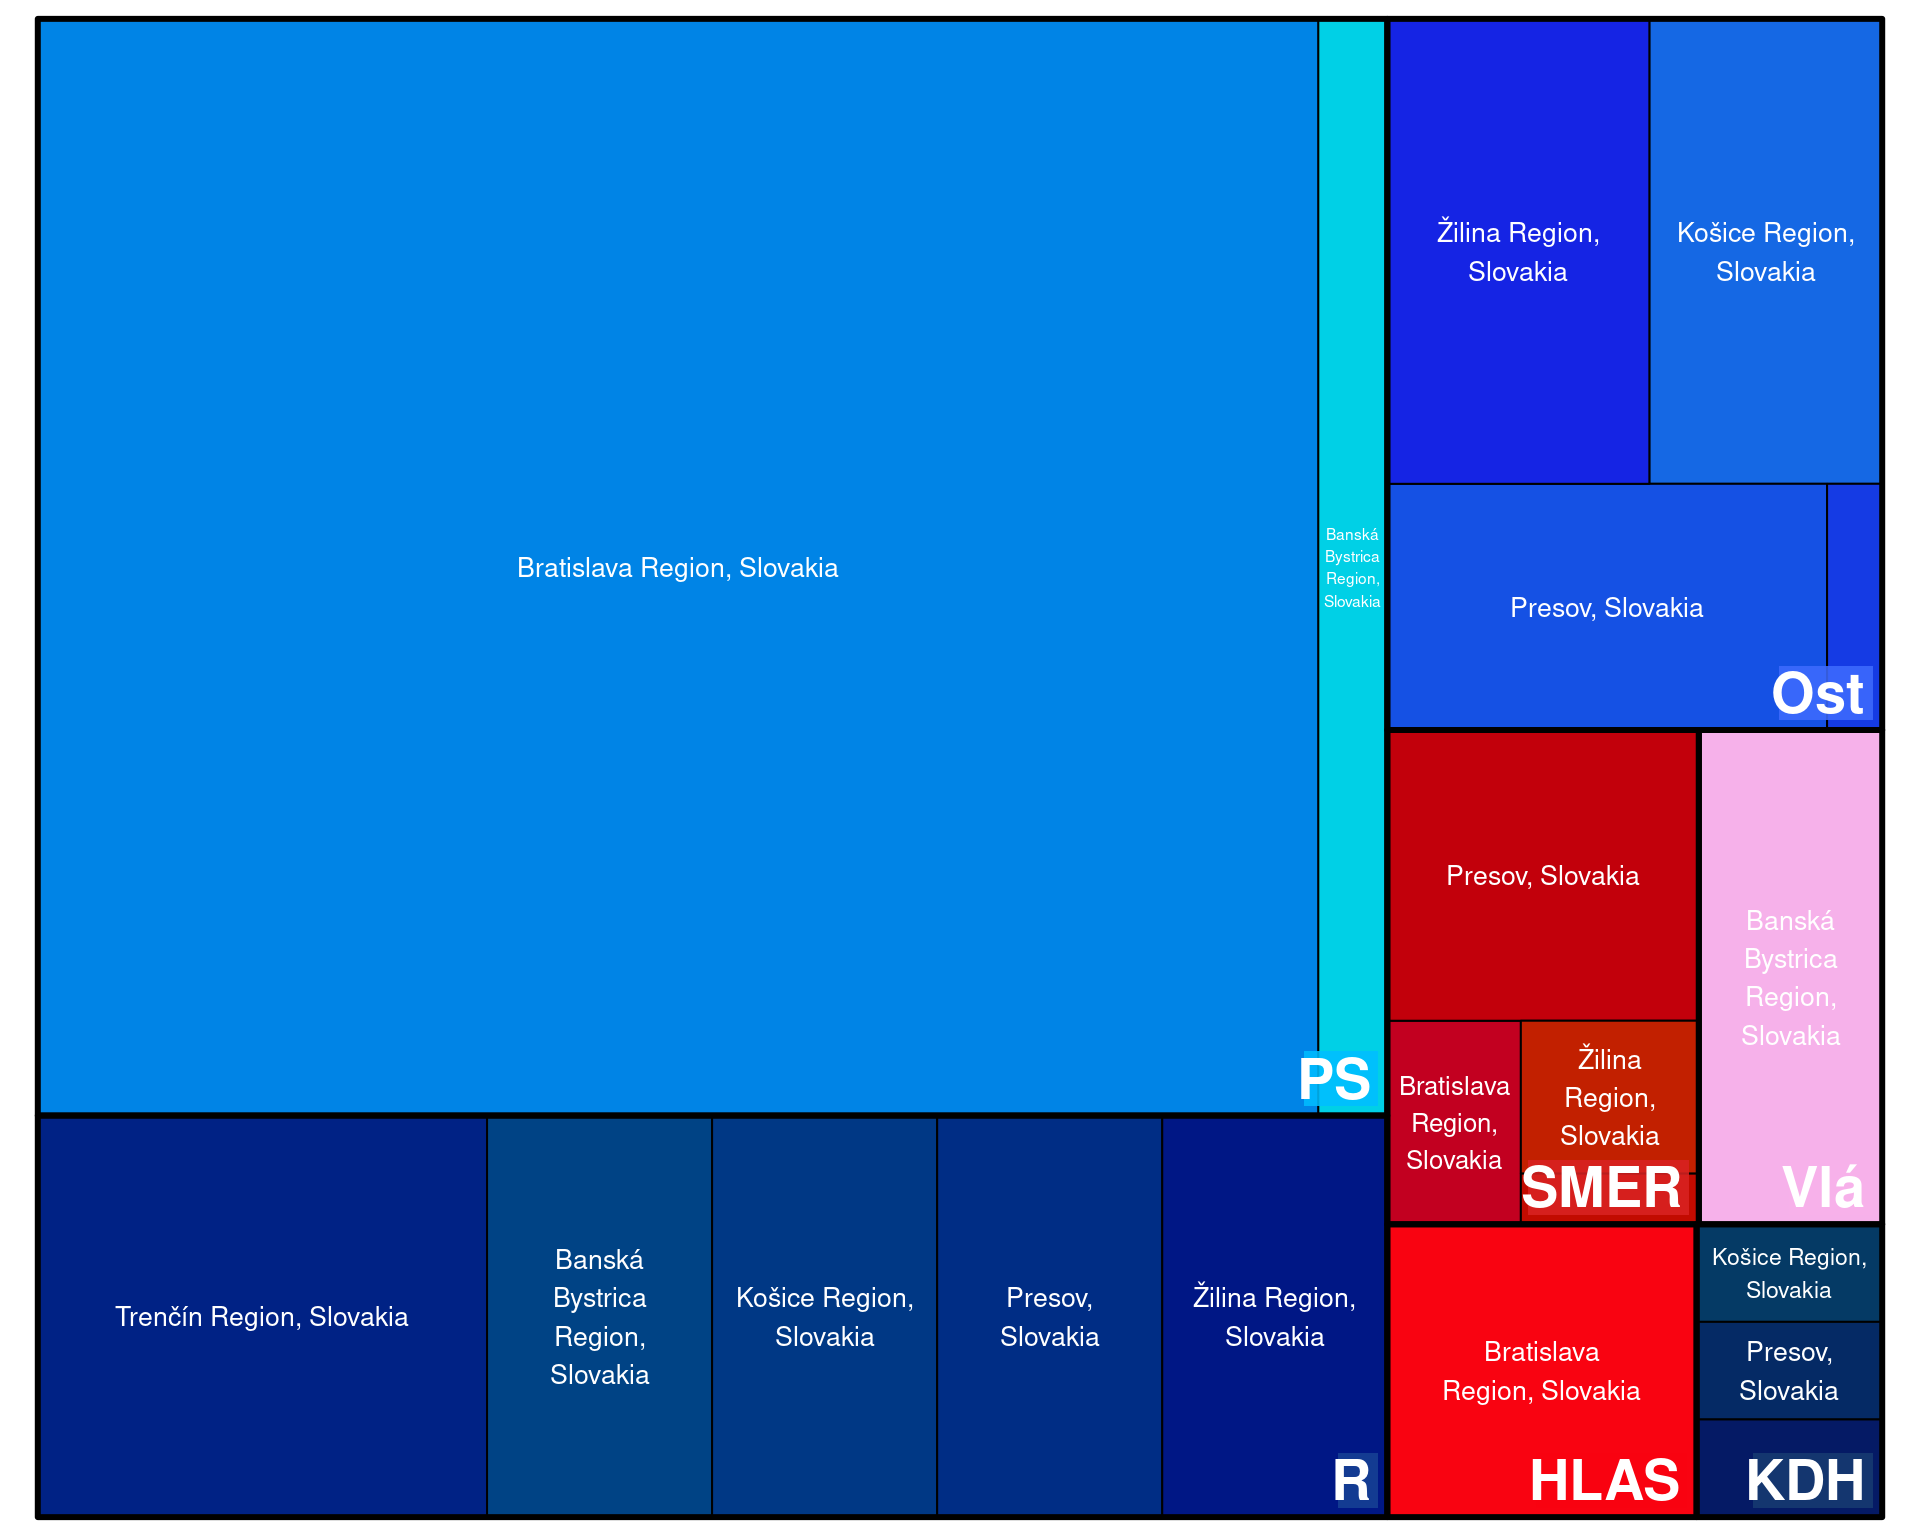 Bratislava Region, Slovakia
Banská
Bystrica
Region,
Slovakia
PS
Trenčín Region, Slovakia
Banská
Bystrica
Region,
Slovakia
Košice Region,
Slovakia
Presov,
Slovakia
Žilina Region,
Slovakia
R
Žilina Region,
Slovakia
Košice Region,
Slovakia
Presov, Slovakia
Ost
Presov, Slovakia
Bratislava
Region,
Slovakia
Žilina
Region,
Slovakia
SMER
Banská
Bystrica
Region,
Slovakia
Vlá
Bratislava
Region, Slovakia
HLAS
Košice Region,
Slovakia
Presov,
Slovakia
KDH